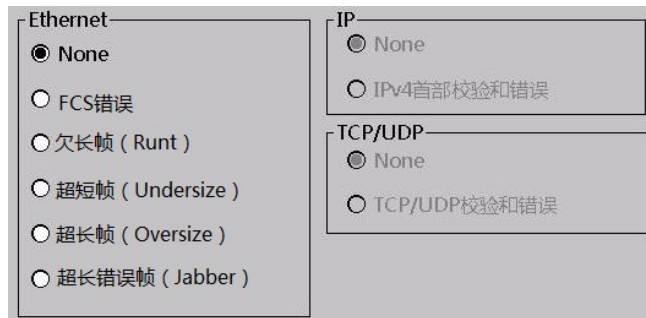 Ethernet
None
FCS错误
欠长帧（Runt）
超短帧（Undersize）
超长帧（Oversize）
超长错误帧（Jabber）
IP
None
IPv4首部校验和错误
TCP/UDP
None
TCP/UDP校验和错误